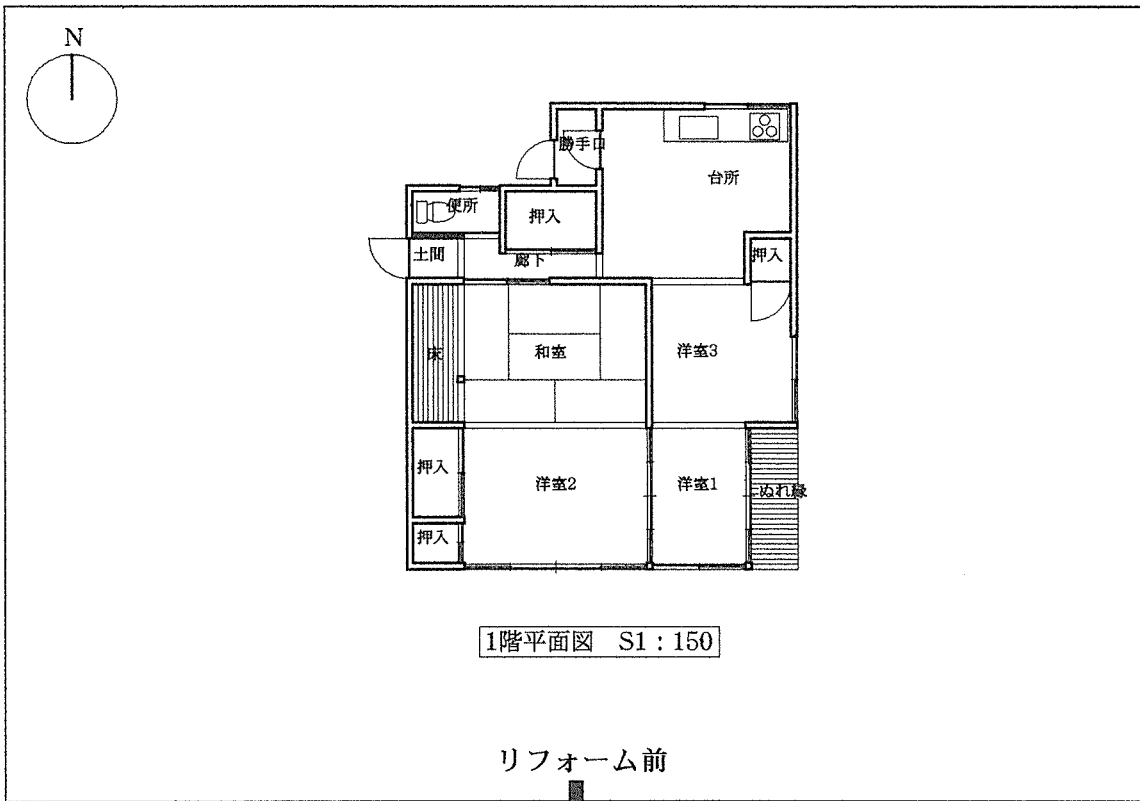 N
勝手口
台所
便所
押入
土間
廊下
押入
床
和室
洋室3
押入
洋室2
洋室1
ぬれ縁
押入
1階平面図 S1:150
リフォーム前